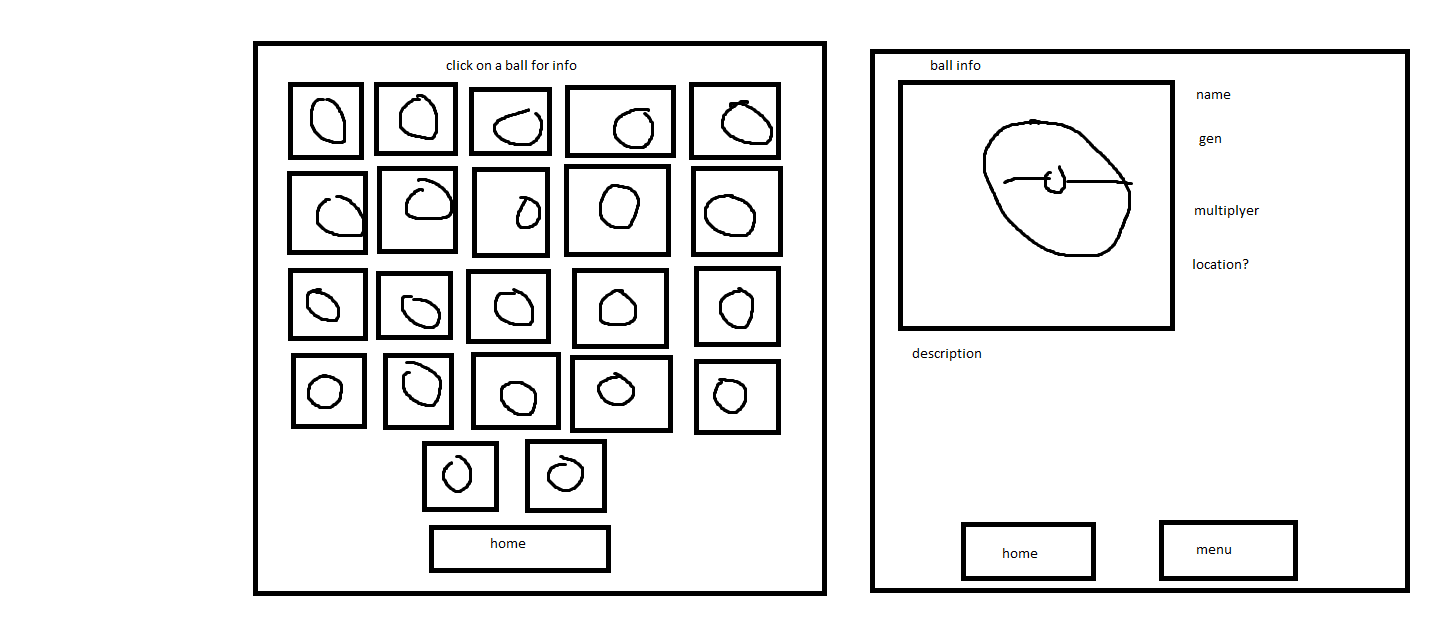 click on a ball for info
home
ball info
name
gen
multiplyer
location?
description
home
menu